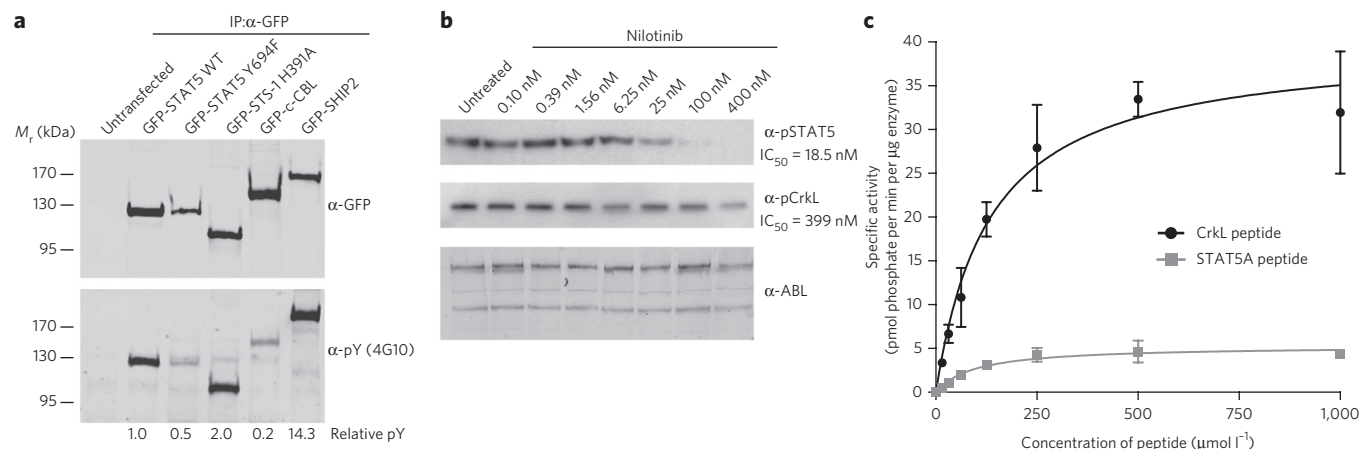 a
IP:α-GFP
Untransfected
GFP-STAT5 WT
GFP-STAT5 Y694F
GFP-STS-1 H391A
GFP-c-CBL
GFP-SHIP2
Mr (kDa)
170
130
95
α-GFP
170
130
95
α-pY (4G10)
1.0 0.5 2.0 0.2 14.3 Relative pY
b
Nilotinib
Untreated
0.10 nM
0.39 nM
1.56 nM
6.25 nM
25 nM
100 nM
400 nM
α-pSTAT5
IC50 = 18.5 nM
α-pCrkL
IC50 = 399 nM
α-ABL
c
Specific activity
(pmol phosphate per min per μg enzyme)
40
35
30
25
20
15
10
5
0
CrkL peptide
STAT5A peptide
0 250 500 750 1,000
Concentration of peptide (μmol l⁻¹)